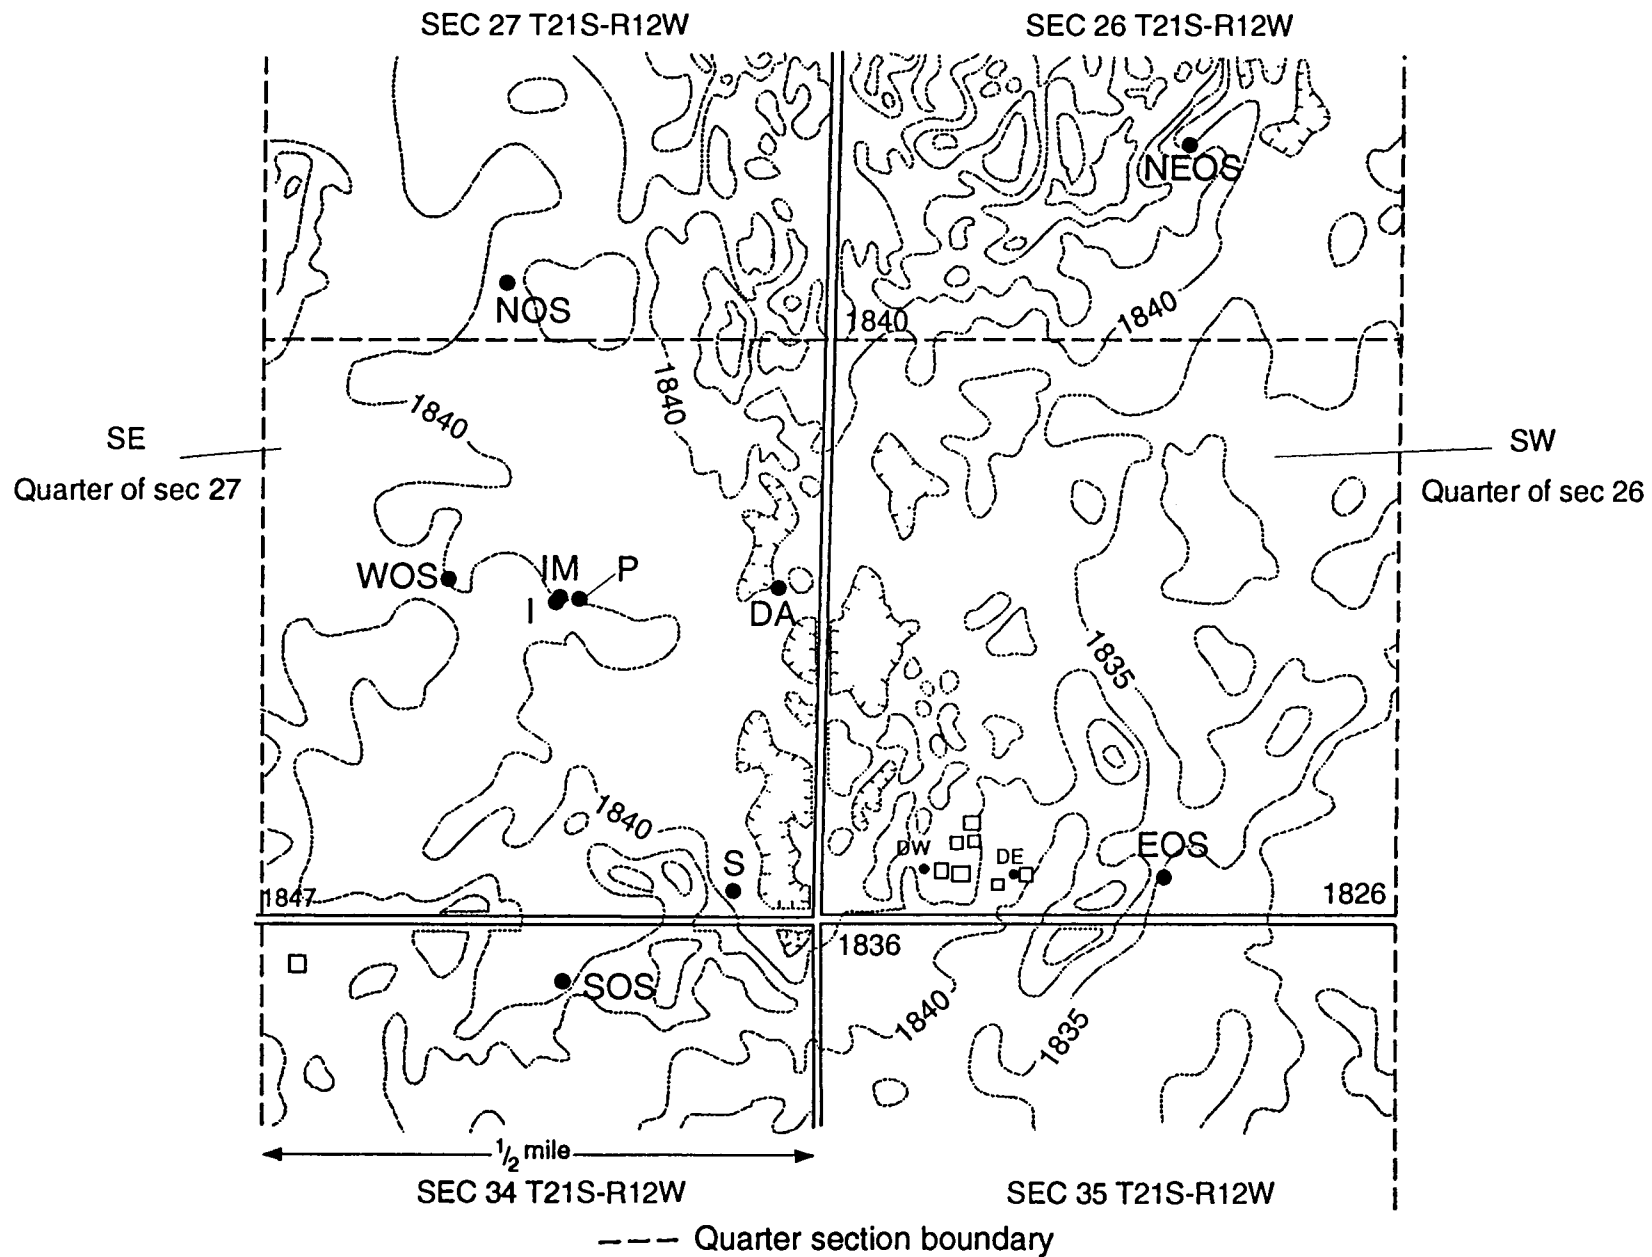 SEC 27 T21S-R12W
SEC 26 T21S-R12W
NEOS
NOS
1840
1840
1840
1840
SE
Quarter of sec 27
SW
Quarter of sec 26
WOS
IM
P
I
DA
1835
1840
S
DW
DE
EOS
1847
1826
1836
SOS
1840
1835
1/2 mile
SEC 34 T21S-R12W
SEC 35 T21S-R12W
Quarter section boundary